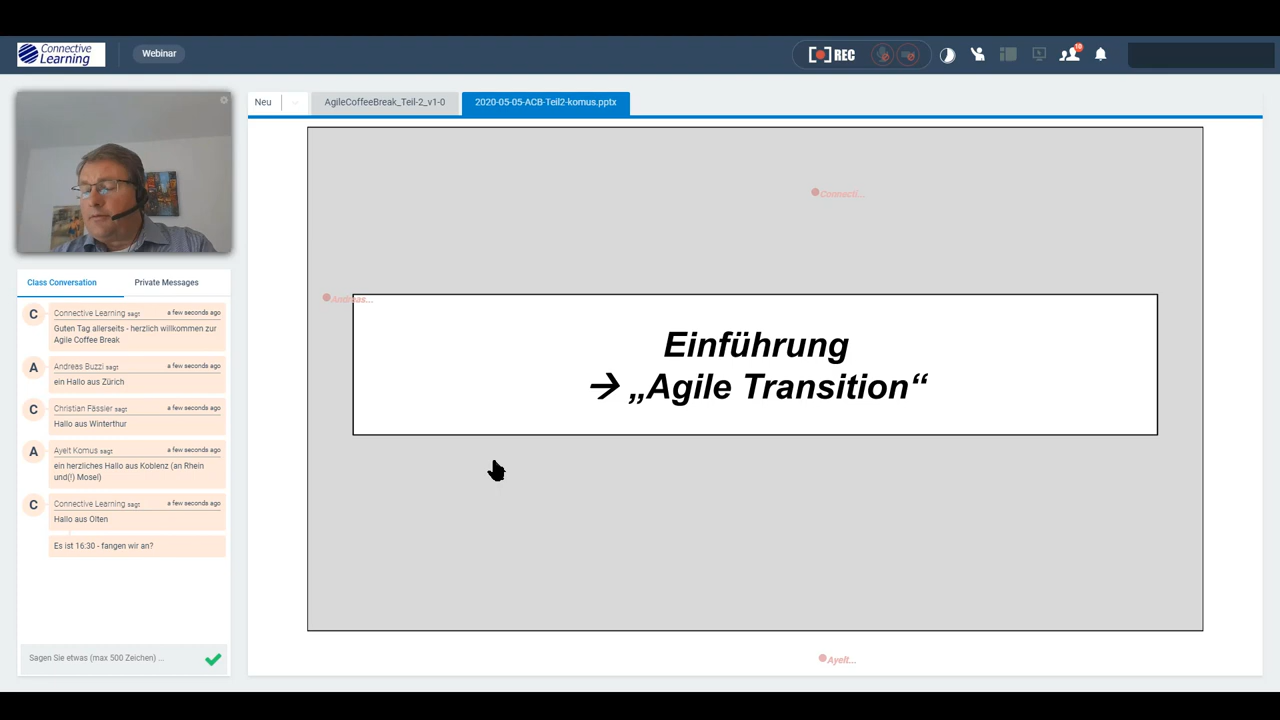 Connective
Learning
Webinar
REC
10
Neu
AgileCoffeeBreak_Teil-2_v1-0
2020-05-05-ACB-Teil2-komus.pptx
Connecti...
Andreas...
Einführung
→ „Agile Transition“
Ayelt...
Class Conversation
Private Messages
C
Connective Learning sagt
a few seconds ago
Guten Tag allerseits - herzlich willkommen zur
Agile Coffee Break
A
Andreas Buzzi sagt
a few seconds ago
ein Hallo aus Zürich
C
Christian Fässler sagt
a few seconds ago
Hallo aus Winterthur
A
Ayelt Komus sagt
a few seconds ago
ein herzliches Hallo aus Koblenz (an Rhein
und(!) Mosel)
C
Connective Learning sagt
a few seconds ago
Hallo aus Olten
Es ist 16:30 - fangen wir an?
Sagen Sie etwas (max 500 Zeichen) ...